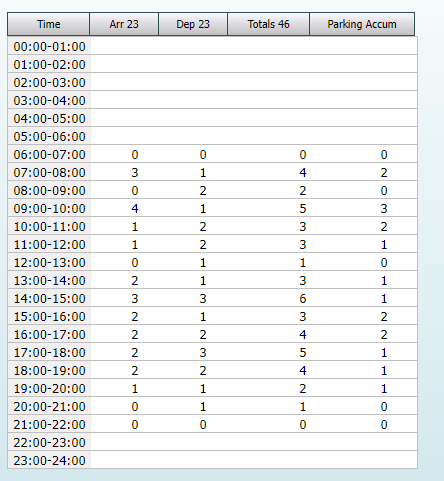 Time Arr 23 Dep 23 Totals 46 Parking Accum
00:00-01:00
01:00-02:00
02:00-03:00
03:00-04:00
04:00-05:00
05:00-06:00
06:00-07:00 0 0 0 0
07:00-08:00 3 1 4 2
08:00-09:00 0 2 2 0
09:00-10:00 4 1 5 3
10:00-11:00 1 2 3 2
11:00-12:00 1 2 3 1
12:00-13:00 0 1 1 0
13:00-14:00 2 1 3 1
14:00-15:00 3 3 6 1
15:00-16:00 2 1 3 2
16:00-17:00 2 2 4 2
17:00-18:00 2 3 5 1
18:00-19:00 2 2 4 1
19:00-20:00 1 1 2 1
20:00-21:00 0 1 1 0
21:00-22:00 0 0 0 0
22:00-23:00
23:00-24:00